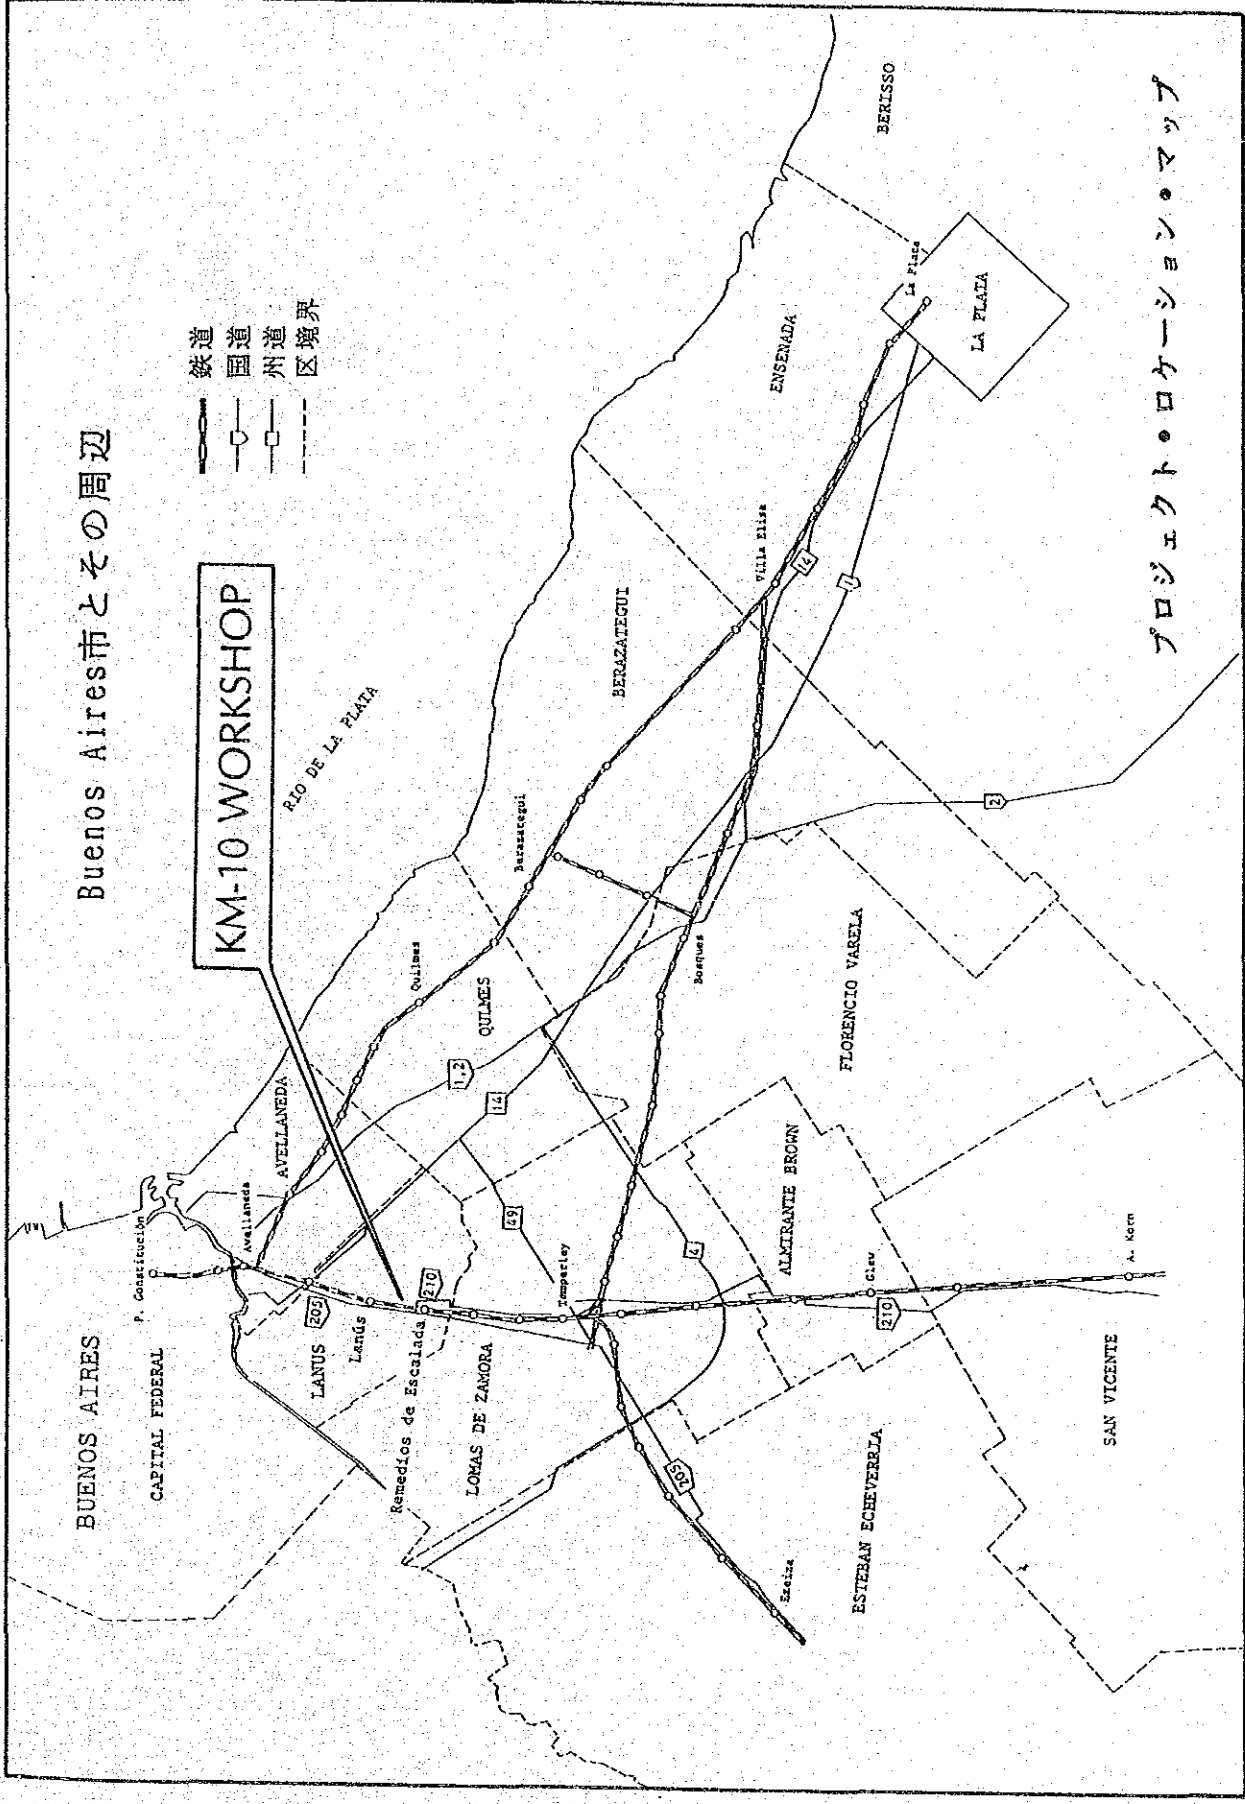 Buenos Aires市とその周辺
鉄道
国道
州道
区境界
KM-10 WORKSHOP
RIO DE LA PLATA
BUENOS AIRES
CAPITAL FEDERAL
P. Constitución
Avellaneda
AVELLANEDA
LANUS
Lanús
205
210
Remedios de Escalada
LOMAS DE ZAMORA
Temperley
49
14
1,2
4
Quilmes
QUILMES
Berazategui
BERAZATEGUI
Bosques
Villa Elisa
14
1
2
ENSENADA
BERISSO
La Plata
LA PLATA
FLORENCIO VARELA
ALMIRANTE BROWN
Glew
210
A. Korn
SAN VICENTE
205
Ezeiza
ESTEBAN ECHEVERRIA
プロジェクト・ロケーション・マップ